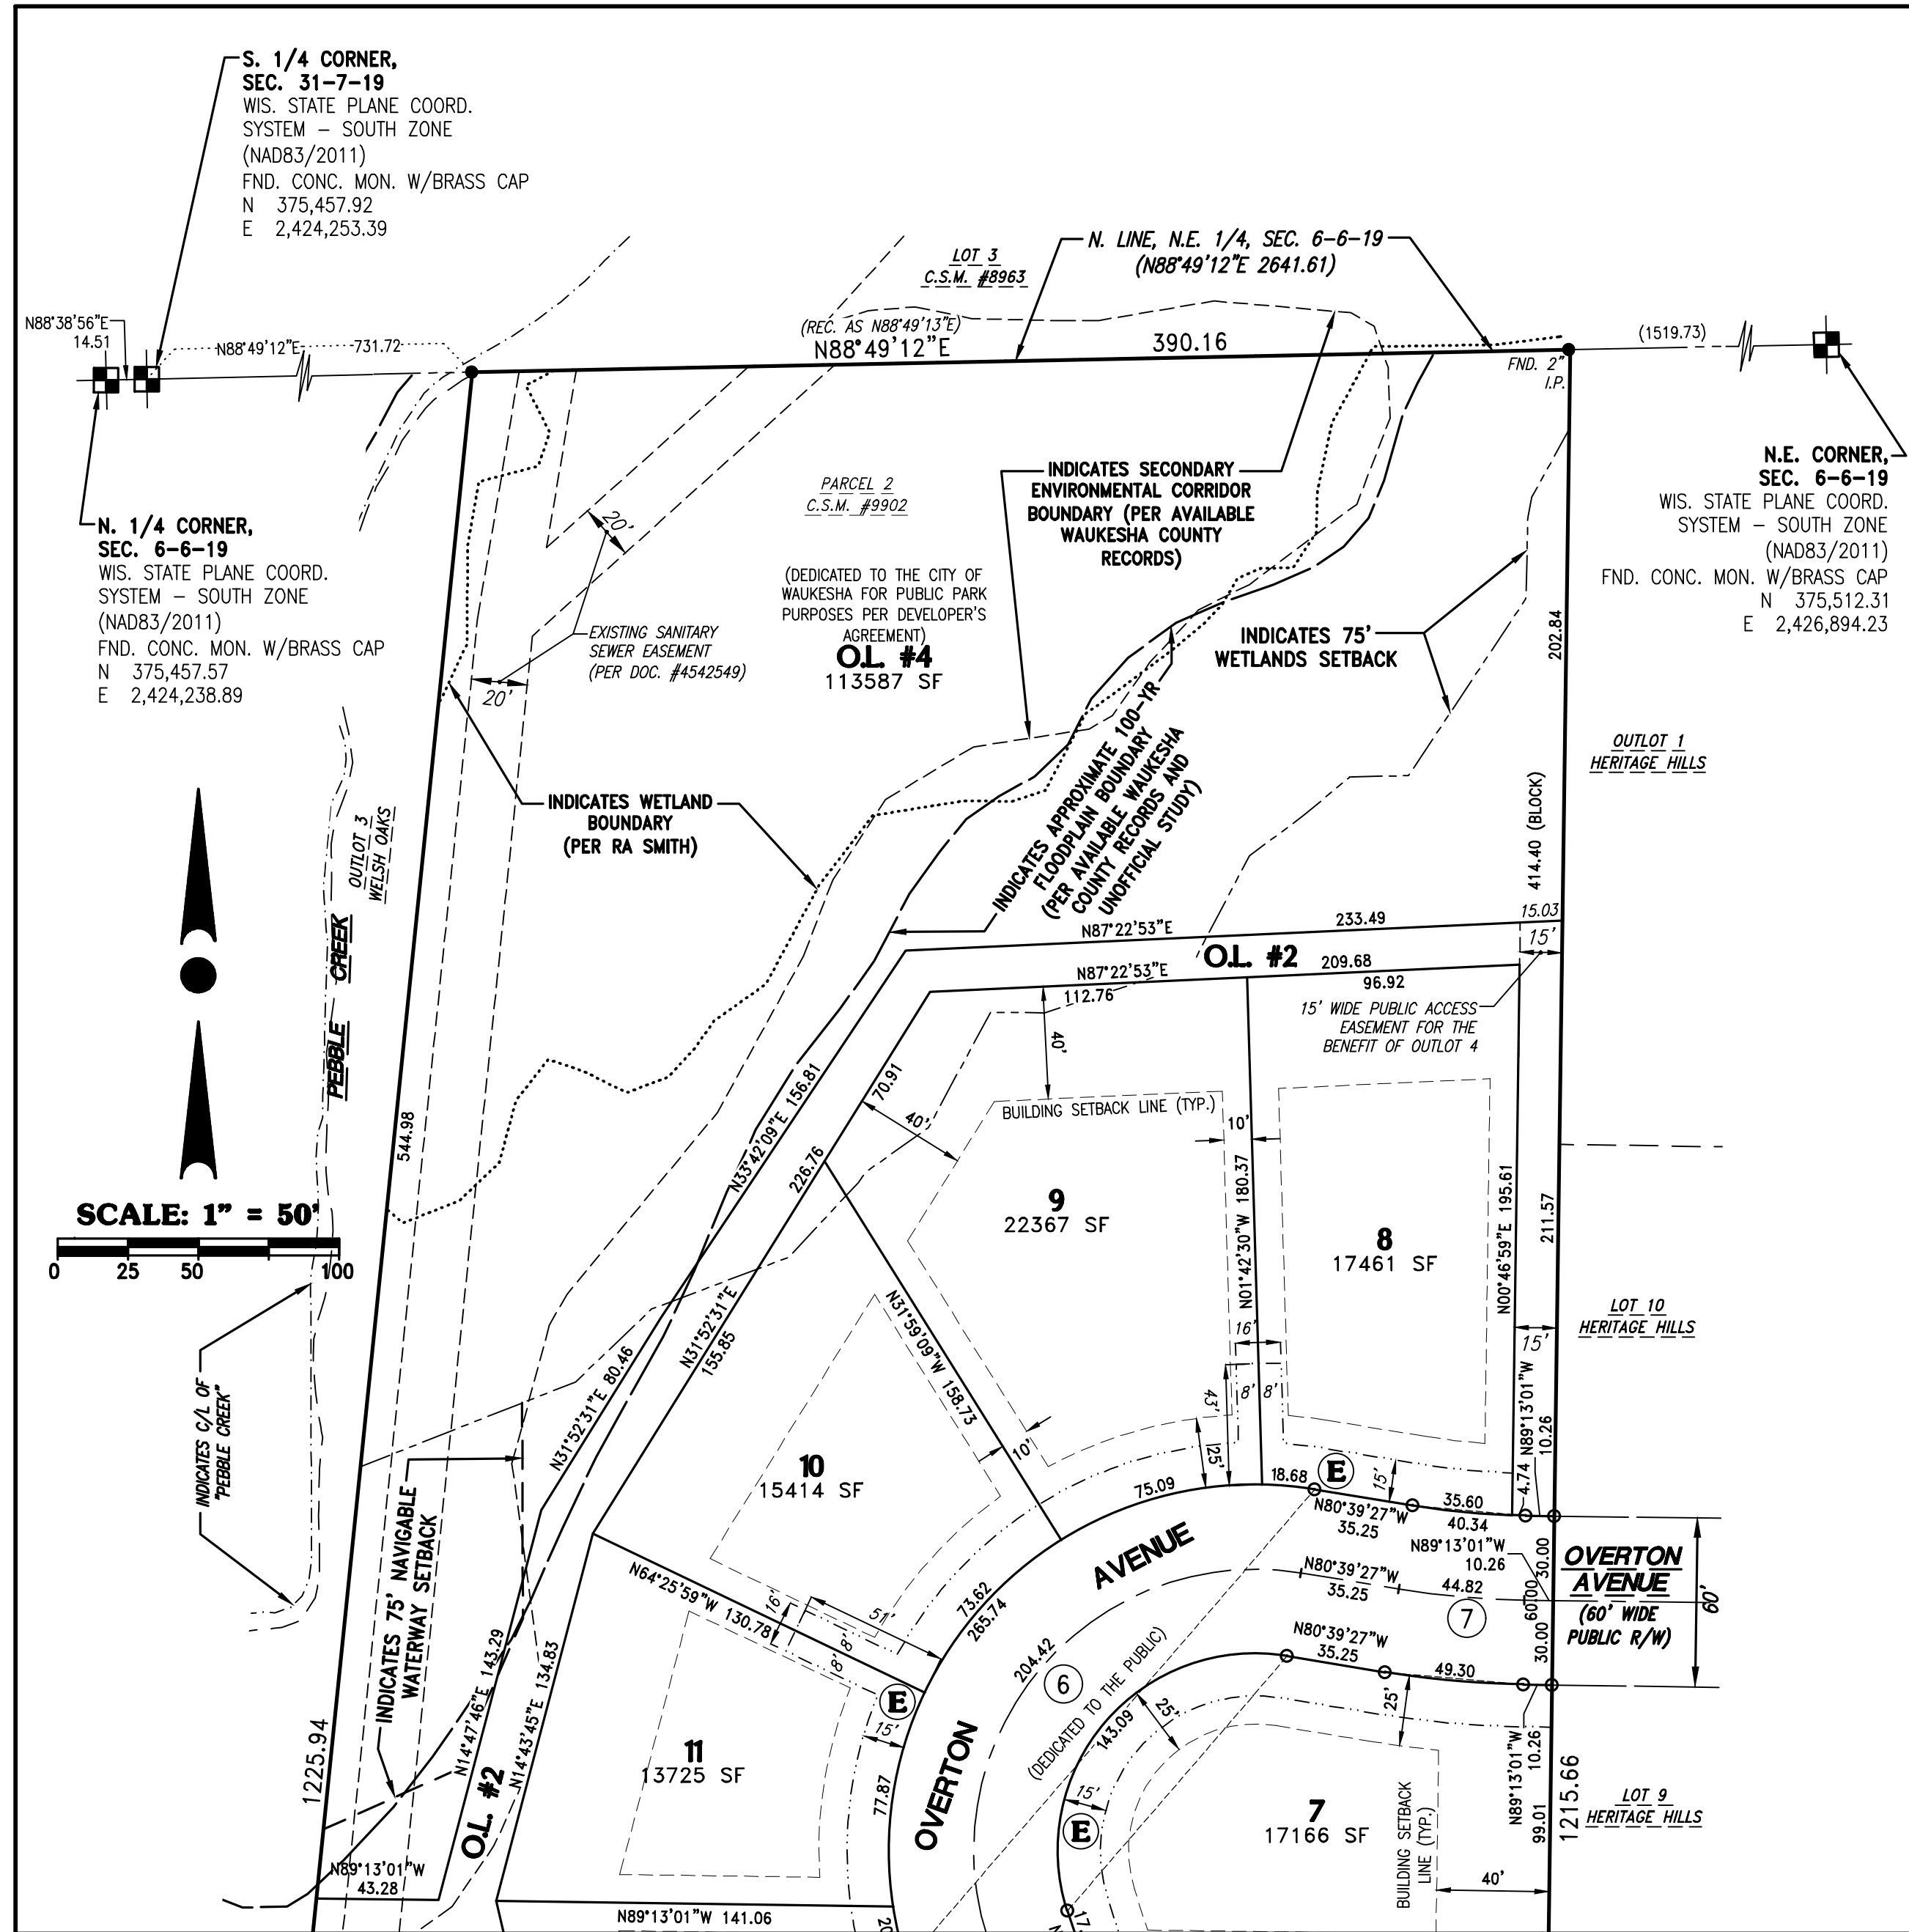 S. 1/4 CORNER,
SEC. 31-7-19
WIS. STATE PLANE COORD.
SYSTEM – SOUTH ZONE
(NAD83/2011)
FND. CONC. MON. W/BRASS CAP
N 375,457.92
E 2,424,253.39
N. LINE, N.E. 1/4, SEC. 6-6-19
(N88°49'12"E 2641.61)
LOT 3
C.S.M. #8963
N88°38'56"E
14.51
N88°49'12"E
731.72
(REC. AS N88°49'13"E)
N88°49'12"E
390.16
(1519.73)
FND. 2"
I.P.
N.E. CORNER,
SEC. 6-6-19
WIS. STATE PLANE COORD.
SYSTEM – SOUTH ZONE
(NAD83/2011)
FND. CONC. MON. W/BRASS CAP
N 375,512.31
E 2,426,894.23
N. 1/4 CORNER,
SEC. 6-6-19
WIS. STATE PLANE COORD.
SYSTEM – SOUTH ZONE
(NAD83/2011)
FND. CONC. MON. W/BRASS CAP
N 375,457.57
E 2,424,238.89
PARCEL 2
C.S.M. #9902
INDICATES SECONDARY
ENVIRONMENTAL CORRIDOR
BOUNDARY (PER AVAILABLE
WAUKESHA COUNTY
RECORDS)
20'
(DEDICATED TO THE CITY OF
WAUKESHA FOR PUBLIC PARK
PURPOSES PER DEVELOPER'S
AGREEMENT)
O.L. #4
113587 SF
EXISTING SANITARY
SEWER EASEMENT
(PER DOC. #4542549)
20'
INDICATES 75'
WETLANDS SETBACK
202.84
OUTLOT 1
HERITAGE HILLS
414.40 (BLOCK)
INDICATES WETLAND
BOUNDARY
(PER RA SMITH)
INDICATES APPROXIMATE 100-YR
FLOODPLAIN BOUNDARY
(PER AVAILABLE WAUKESHA
COUNTY RECORDS AND
UNOFFICIAL STUDY)
OUTLOT 3
WELSH OAKS
PEBBLE CREEK
544.98
SCALE: 1" = 50'
0 25 50 100
INDICATES C/L OF
"PEBBLE CREEK"
INDICATES 75' NAVIGABLE
WATERWAY SETBACK
1225.94
N87°22'53"E
233.49
15.03
15'
O.L. #2
N87°22'53"E
209.68
112.76
96.92
15' WIDE PUBLIC ACCESS
EASEMENT FOR THE
BENEFIT OF OUTLOT 4
40'
70.91
40'
N33°42'09"E 156.81
226.76
BUILDING SETBACK LINE (TYP.)
10'
9
22367 SF
N01°42'30"W 180.37
8
17461 SF
N00°46'59"E 195.61
211.57
15'
LOT 10
HERITAGE HILLS
N31°52'31"E
155.85
N31°59'09"W 158.73
N31°52'31"E 80.46
16'
8' 8'
43'
25'
10'
10
15414 SF
75.09
18.68
E
15'
N80°39'27"W
35.25
35.60
40.34
4.74
N89°13'01"W
10.26
N89°13'01"W
10.26
OVERTON
AVENUE
(60' WIDE
PUBLIC R/W)
60'
30.00
60.00
30.00
N80°39'27"W
35.25
44.82
7
N80°39'27"W
35.25
49.30
25'
N64°25'59"W 130.78
16'
8' 8'
51'
73.62
265.74
204.42
6
OVERTON AVENUE
(DEDICATED TO THE PUBLIC)
143.09
25'
E
15'
77.87
15'
E
11
13725 SF
N14°47'46"E 143.29
N14°43'45"E 134.83
O.L. #2
N89°13'01"W
43.28
N89°13'01"W 141.06
7
17166 SF
BUILDING SETBACK
LINE (TYP.)
40'
N89°13'01"W
10.26
99.01
1215.66
LOT 9
HERITAGE HILLS